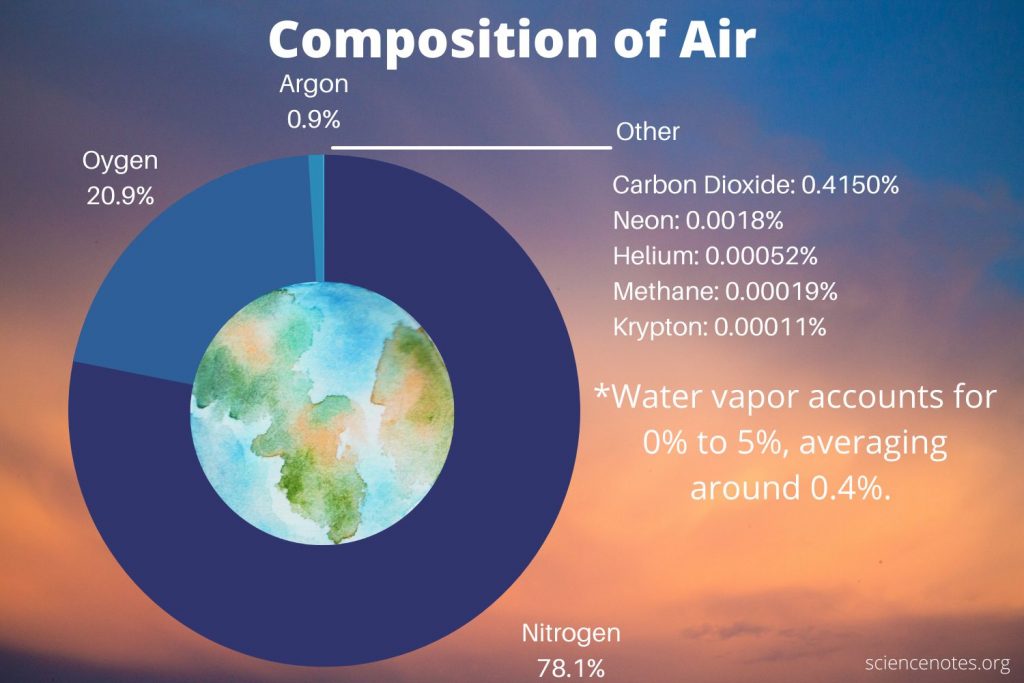 Composition of Air
Argon
0.9%
Other
Oygen
20.9%
Carbon Dioxide: 0.4150%
Neon: 0.0018%
Helium: 0.00052%
Methane: 0.00019%
Krypton: 0.00011%
*Water vapor accounts for
0% to 5%, averaging
around 0.4%.
Nitrogen
78.1%
sciencenotes.org